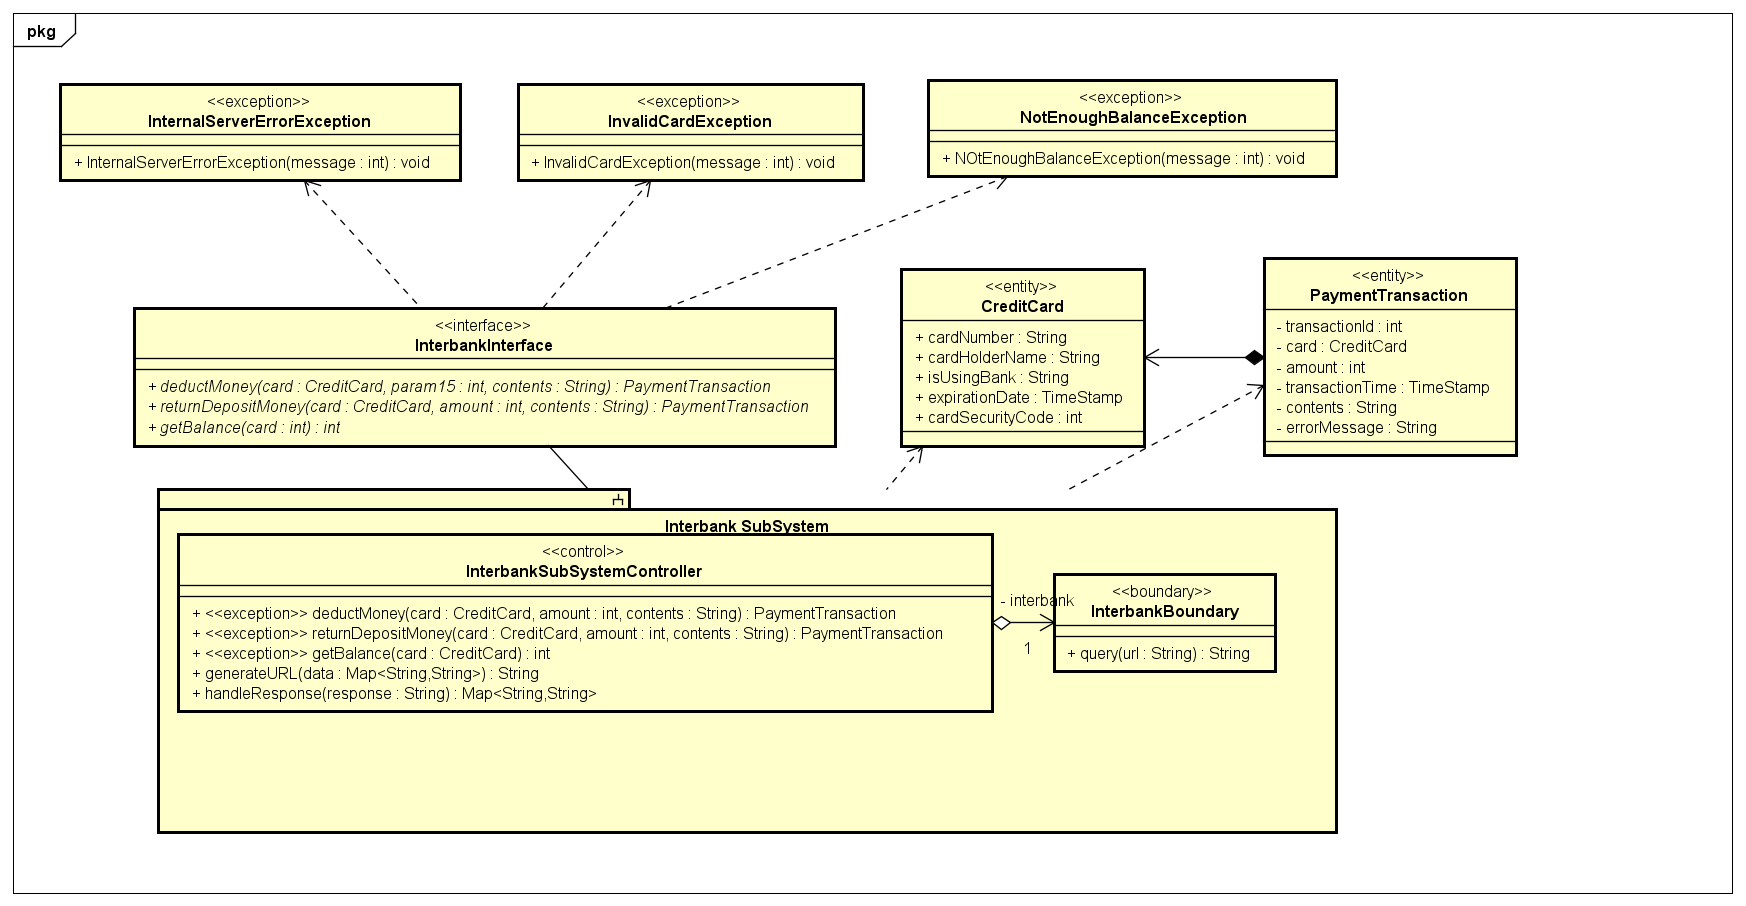 pkg
<<exception>>
InternalServerErrorException
+ InternalServerErrorException(message : int) : void
<<exception>>
InvalidCardException
+ InvalidCardException(message : int) : void
<<exception>>
NotEnoughBalanceException
+ NOtEnoughBalanceException(message : int) : void
<<interface>>
InterbankInterface
+ deductMoney(card : CreditCard, param15 : int, contents : String) : PaymentTransaction
+ returnDepositMoney(card : CreditCard, amount : int, contents : String) : PaymentTransaction
+ getBalance(card : int) : int
<<entity>>
CreditCard
+ cardNumber : String
+ cardHolderName : String
+ isUsingBank : String
+ expirationDate : TimeStamp
+ cardSecurityCode : int
<<entity>>
PaymentTransaction
- transactionId : int
- card : CreditCard
- amount : int
- transactionTime : TimeStamp
- contents : String
- errorMessage : String
Interbank SubSystem
<<control>>
InterbankSubSystemController
+ <<exception>> deductMoney(card : CreditCard, amount : int, contents : String) : PaymentTransaction
+ <<exception>> returnDepositMoney(card : CreditCard, amount : int, contents : String) : PaymentTransaction
+ <<exception>> getBalance(card : CreditCard) : int
+ generateURL(data : Map<String,String>) : String
+ handleResponse(response : String) : Map<String,String>
- interbank
1
<<boundary>>
InterbankBoundary
+ query(url : String) : String